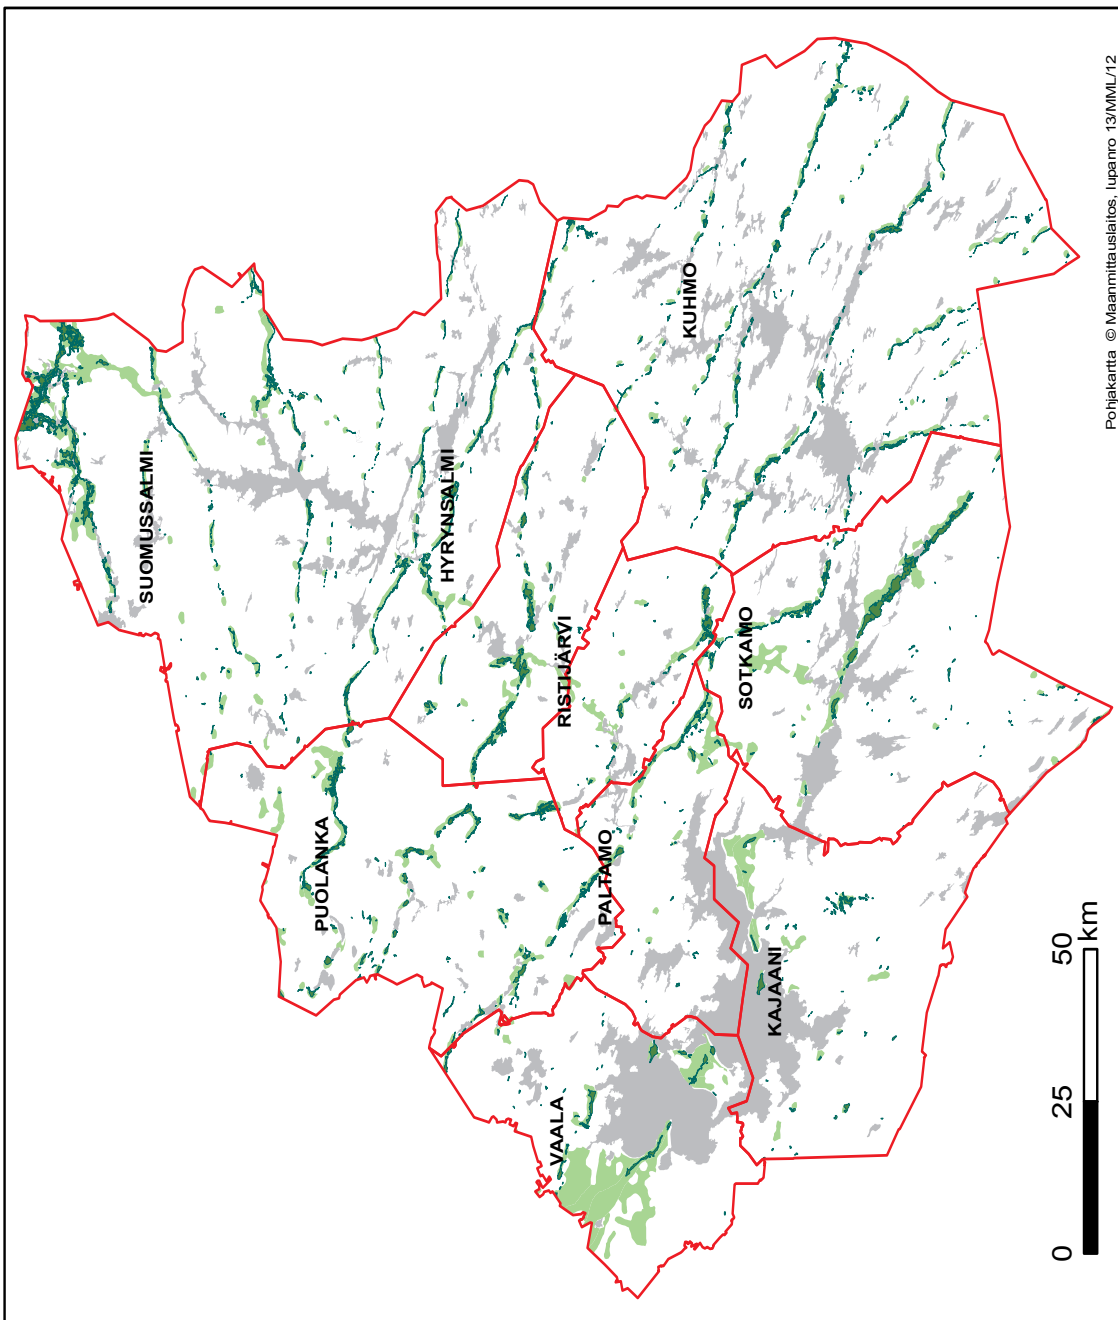 SUOMUSSALMI
PUOLANKA
HYRYNSALMI
RISTIJÄRVI
KUHMO
PALTAMO
VAALA
SOTKAMO
KAJAANI
0 25 50 km
Pohjakartta © Maanmittauslaitos, lupanro 13/MML/12